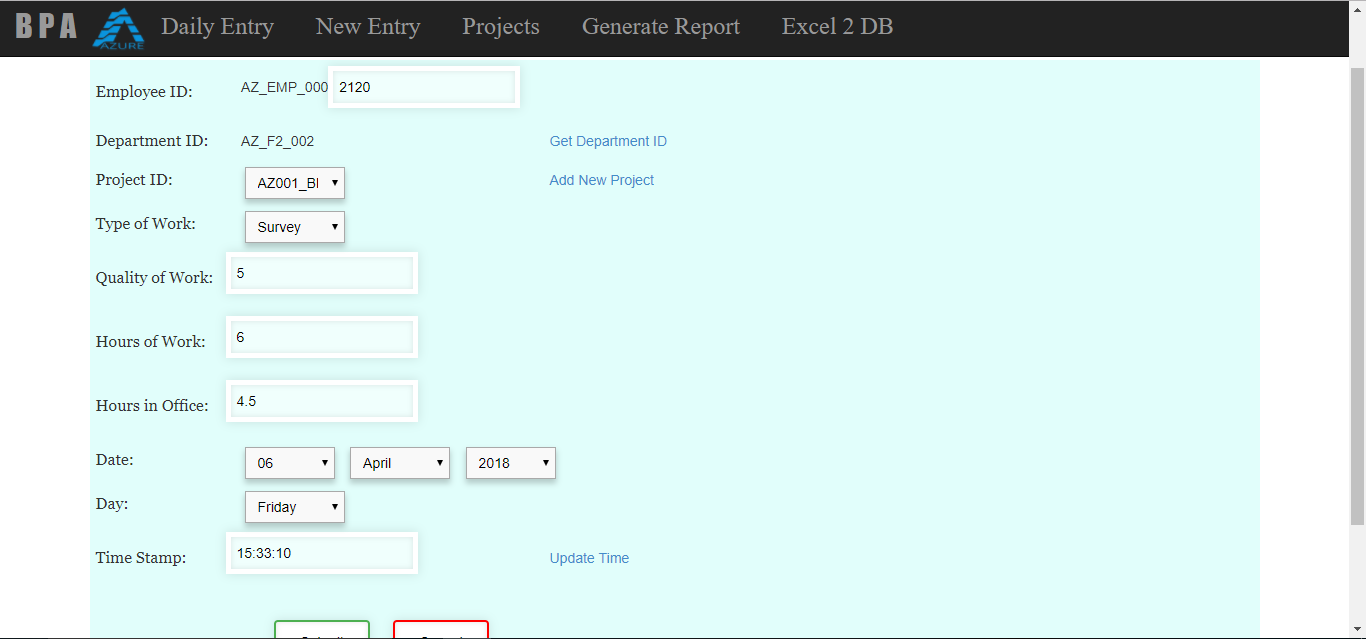 BPA AZURE Daily Entry New Entry Projects Generate Report Excel 2 DB
Employee ID: AZ_EMP_000 2120
Department ID: AZ_F2_002 Get Department ID
Project ID: AZ001_BI Add New Project
Type of Work: Survey
Quality of Work: 5
Hours of Work: 6
Hours in Office: 4.5
Date: 06 April 2018
Day: Friday
Time Stamp: 15:33:10 Update Time